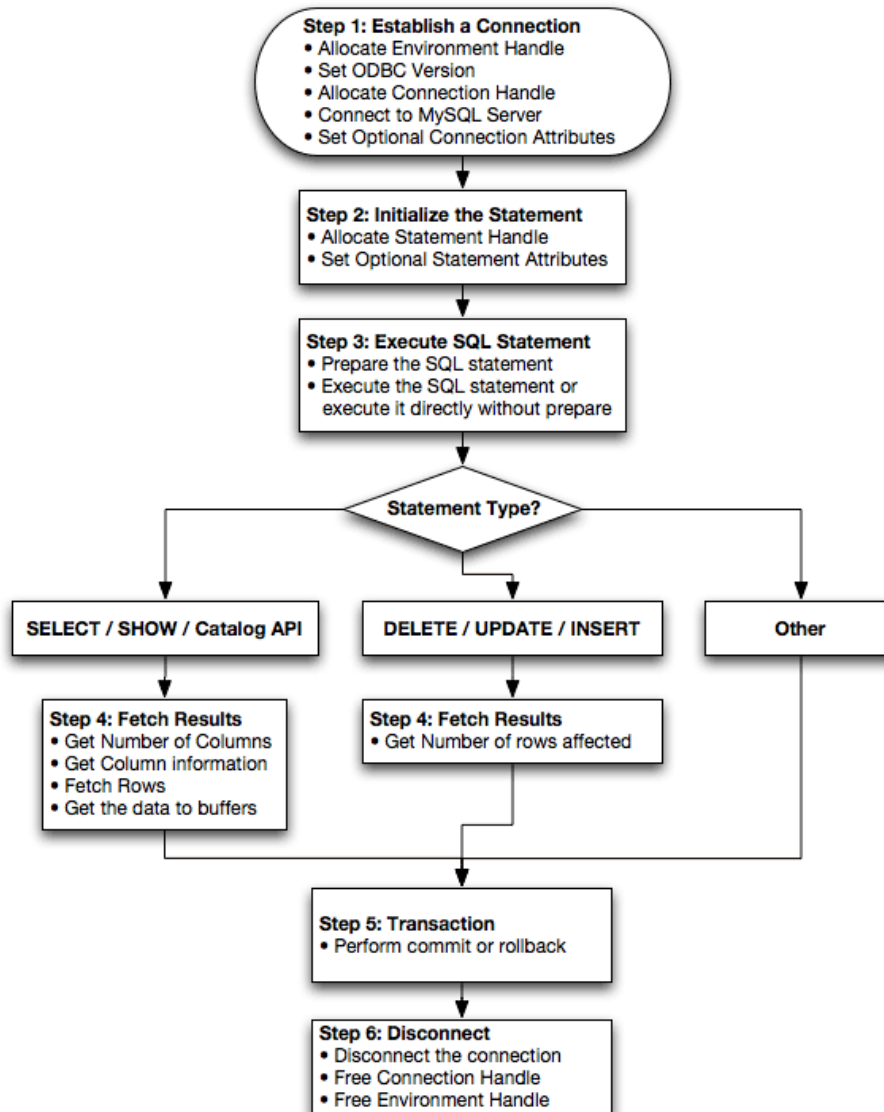 Step 1: Establish a Connection
• Allocate Environment Handle
• Set ODBC Version
• Allocate Connection Handle
• Connect to MySQL Server
• Set Optional Connection Attributes
Step 2: Initialize the Statement
• Allocate Statement Handle
• Set Optional Statement Attributes
Step 3: Execute SQL Statement
• Prepare the SQL statement
• Execute the SQL statement or
execute it directly without prepare
Statement Type?
SELECT / SHOW / Catalog API
DELETE / UPDATE / INSERT
Other
Step 4: Fetch Results
• Get Number of Columns
• Get Column information
• Fetch Rows
• Get the data to buffers
Step 4: Fetch Results
• Get Number of rows affected
Step 5: Transaction
• Perform commit or rollback
Step 6: Disconnect
• Disconnect the connection
• Free Connection Handle
• Free Environment Handle